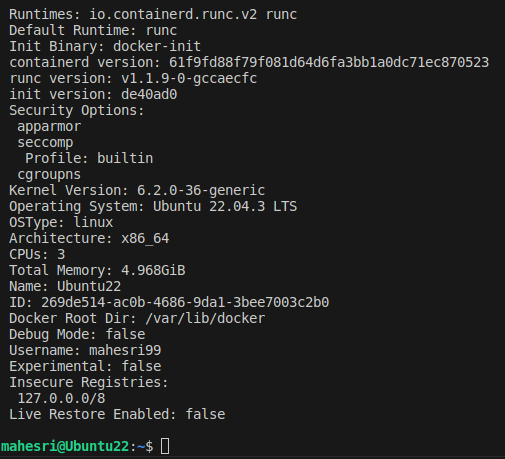 Runtimes: io.containerd.runc.v2 runc
Default Runtime: runc
Init Binary: docker-init
containerd version: 61f9fd88f79f081d64d6fa3bb1a0dc71ec870523
runc version: v1.1.9-0-gccaecfc
init version: de40ad0
Security Options:
apparmor
seccomp
Profile: builtin
cgroupns
Kernel Version: 6.2.0-36-generic
Operating System: Ubuntu 22.04.3 LTS
OSType: linux
Architecture: x86_64
CPUs: 3
Total Memory: 4.968GiB
Name: Ubuntu22
ID: 269de514-ac0b-4686-9da1-3bee7003c2b0
Docker Root Dir: /var/lib/docker
Debug Mode: false
Username: mahesri99
Experimental: false
Insecure Registries:
127.0.0.0/8
Live Restore Enabled: false
mahesri@Ubuntu22:~$